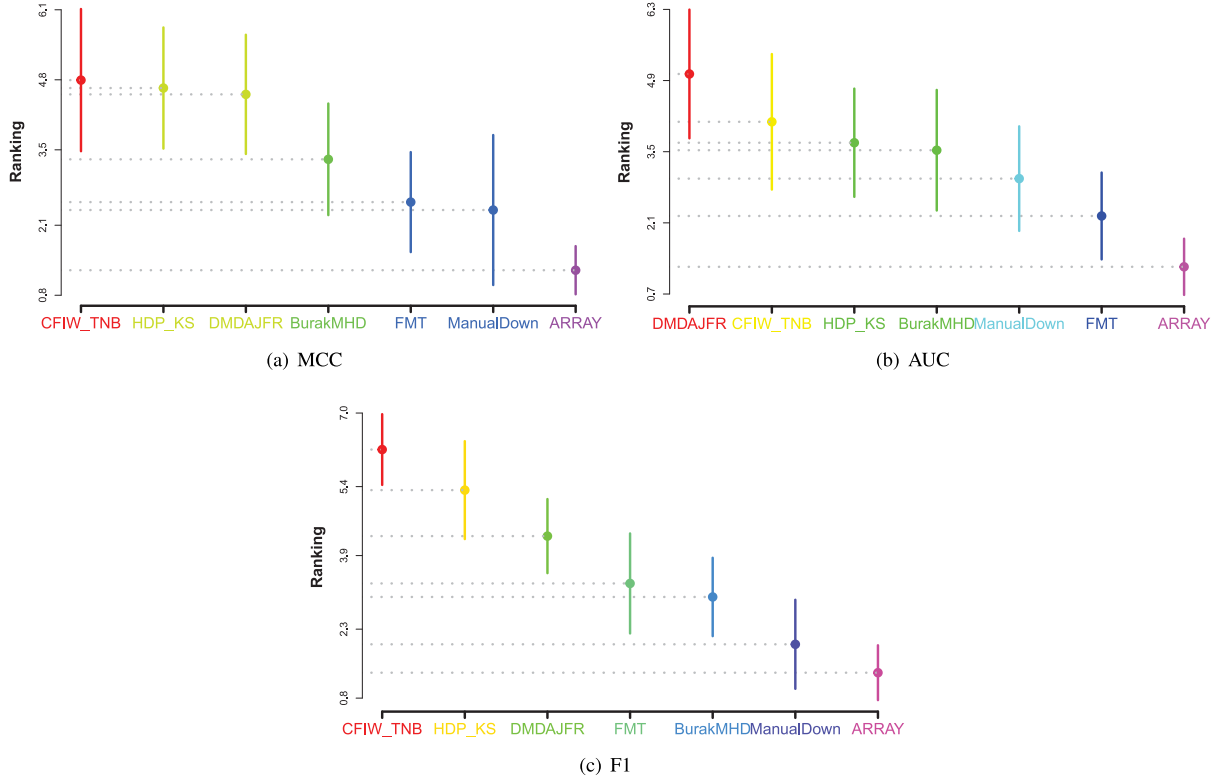 6.1
4.8
3.5
2.1
0.8
Ranking
CFIW_TNB HDP_KS DMDAJFR BurakMHD FMT ManualDown ARRAY
(a) MCC
6.3
4.9
3.5
2.1
0.7
Ranking
DMDAJFR CFIW_TNB HDP_KS BurakMHD ManualDown FMT ARRAY
(b) AUC
7.0
5.4
3.9
2.3
0.8
Ranking
CFIW_TNB HDP_KS DMDAJFR FMT BurakMHD ManualDown ARRAY
(c) F1